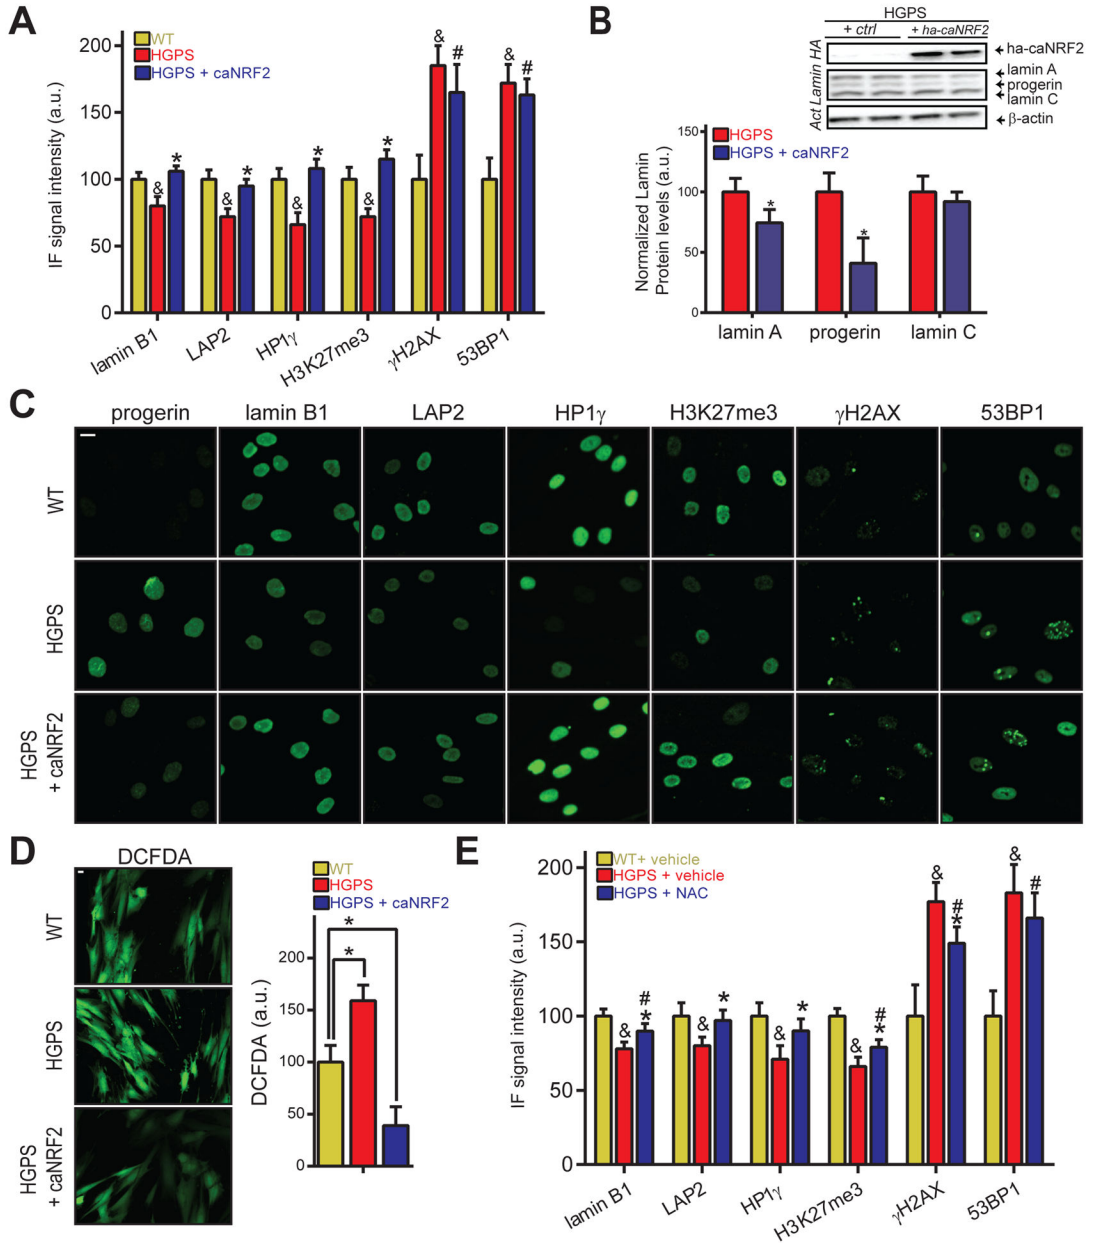 A
200
150
100
50
0
IF signal intensity (a.u.)
WT
HGPS
HGPS + caNRF2
& * & * & * & * & # & #
lamin B1 LAP2 HP1γ H3K27me3 γH2AX 53BP1
B
HGPS
+ ctrl + ha-caNRF2
HA
Lamin
Act
ha-caNRF2
lamin A
progerin
lamin C
β-actin
150
100
50
0
Normalized Lamin
Protein levels (a.u.)
HGPS
HGPS + caNRF2
* *
lamin A progerin lamin C
C
progerin lamin B1 LAP2 HP1γ H3K27me3 γH2AX 53BP1
WT
HGPS
HGPS
+ caNRF2
D
DCFDA
WT
HGPS
HGPS
+ caNRF2
WT
HGPS
HGPS + caNRF2
*
*
200
150
100
50
0
DCFDA (a.u.)
E
200
150
100
50
0
IF signal intensity (a.u.)
WT+ vehicle
HGPS + vehicle
HGPS + NAC
& # * & * & * & # * & # * & #
lamin B1 LAP2 HP1γ H3K27me3 γH2AX 53BP1